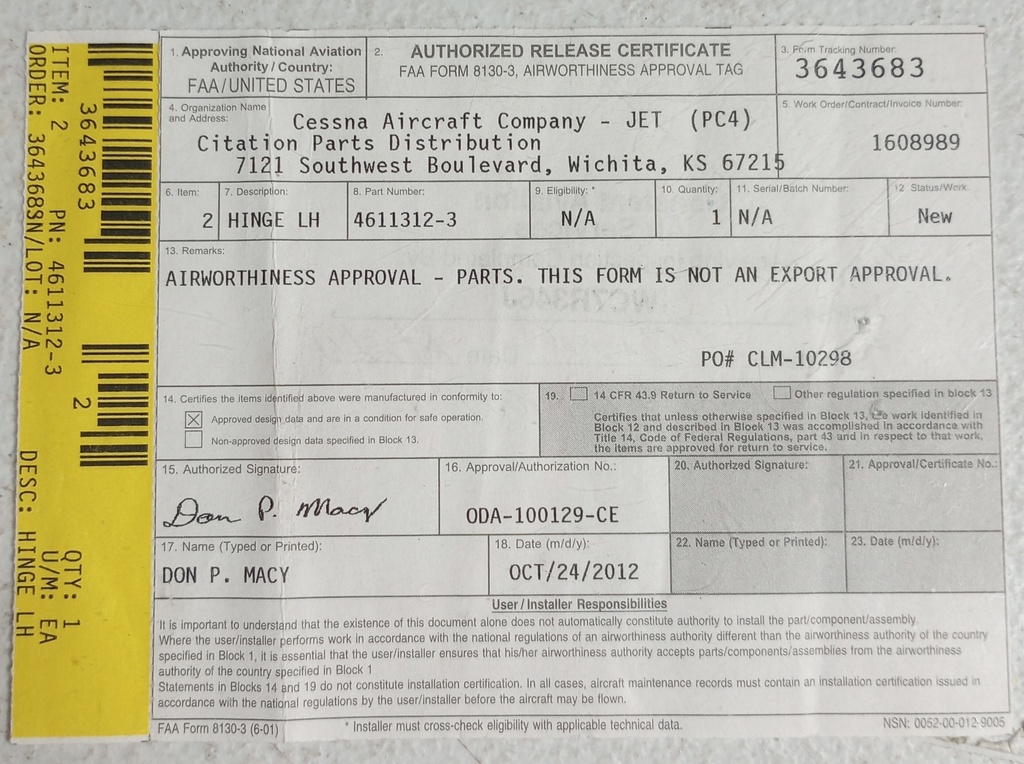 ITEM: 2 PN: 4611312-3 QTY: 1
ORDER: 3643683SN/LOT: N/A U/M: EA
DESC: HINGE LH
3643683
2
1. Approving National Aviation
Authority / Country:
FAA/UNITED STATES
2. AUTHORIZED RELEASE CERTIFICATE
FAA FORM 8130-3, AIRWORTHINESS APPROVAL TAG
3. Form Tracking Number:
3643683
4. Organization Name
and Address:
Cessna Aircraft Company - JET (PC4)
Citation Parts Distribution
7121 Southwest Boulevard, Wichita, KS 67215
5. Work Order/Contract/Invoice Number:
1608989
6. Item: 7. Description: 8. Part Number: 9. Eligibility: * 10. Quantity: 11. Serial/Batch Number: 12 Status/Work
2 HINGE LH 4611312-3 N/A 1 N/A New
13. Remarks:
AIRWORTHINESS APPROVAL - PARTS. THIS FORM IS NOT AN EXPORT APPROVAL.
PO# CLM-10298
14. Certifies the items identified above were manufactured in conformity to:
Approved design data and are in a condition for safe operation.
Non-approved design data specified in Block 13.
19. 14 CFR 43.9 Return to Service Other regulation specified in block 13
Certifies that unless otherwise specified in Block 13, the work identified in
Block 12 and described in Block 13 was accomplished in accordance with
Title 14, Code of Federal Regulations, part 43 and in respect to that work,
the items are approved for return to service.
15. Authorized Signature: 16. Approval/Authorization No.: 20. Authorized Signature: 21. Approval/Certificate No.:
Don P. Macy ODA-100129-CE
17. Name (Typed or Printed): 18. Date (m/d/y): 22. Name (Typed or Printed): 23. Date (m/d/y):
DON P. MACY OCT/24/2012
User / Installer Responsibilities
It is important to understand that the existence of this document alone does not automatically constitute authority to install the part/component/assembly
Where the user/installer performs work in accordance with the national regulations of an airworthiness authority different than the airworthiness authority of the country
specified in Block 1, it is essential that the user/installer ensures that his/her airworthiness authority accepts parts/components/assemblies from the airworthiness
authority of the country specified in Block 1
Statements in Blocks 14 and 19 do not constitute installation certification. In all cases, aircraft maintenance records must contain an installation certification issued in
accordance with the national regulations by the user/installer before the aircraft may be flown.
FAA Form 8130-3 (6-01) * Installer must cross-check eligibility with applicable technical data. NSN: 0052-00-012-9005